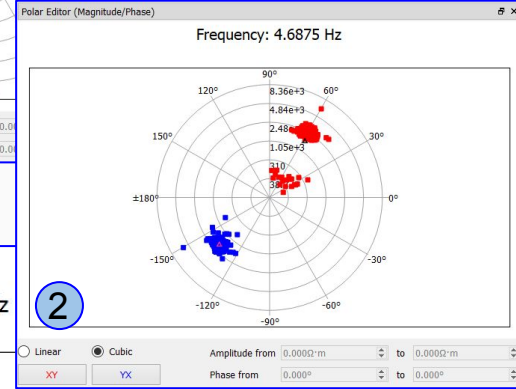 Polar Editor (Magnitude/Phase)
Frequency: 4.6875 Hz
90°
120°
8.36e+3
60°
4.84e+3
2.48e
150°
1.05e+3
30°
310
38
±180°
0°
-150°
-30°
-120°
-60°
-90°
2
z
Linear
Cubic
Amplitude from
0.000Ω·m
to
0.000Ω·m
XY
YX
Phase from
0.000°
to
0.000°